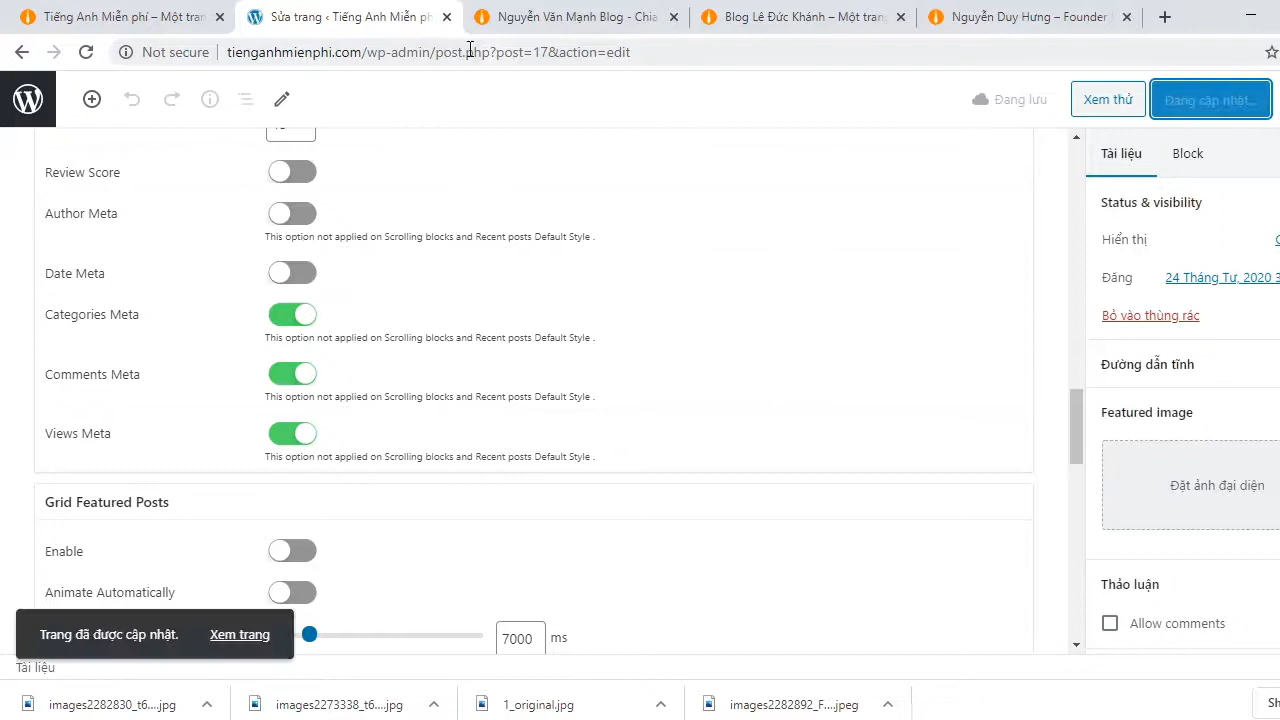 Tiếng Anh Miễn phí – Một tran
Sửa trang ‹ Tiếng Anh Miễn ph
Nguyễn Văn Mạnh Blog - Chia
Blog Lê Đức Khánh – Một trang
Nguyễn Duy Hưng – Founder
Not secure
tienganhmienphi.com/wp-admin/post.php?post=17&action=edit
Đang lưu
Xem thử
Đang cập nhật...
Tài liệu
Block
Review Score
Status & visibility
Author Meta
This option not applied on Scrolling blocks and Recent posts Default Style .
Hiển thị
Date Meta
Đăng
24 Tháng Tư, 2020 3
Categories Meta
Bỏ vào thùng rác
This option not applied on Scrolling blocks and Recent posts Default Style .
Đường dẫn tĩnh
Comments Meta
This option not applied on Scrolling blocks and Recent posts Default Style .
Featured image
Views Meta
This option not applied on Scrolling blocks and Recent posts Default Style .
Đặt ảnh đại diện
Grid Featured Posts
Enable
Thảo luận
Animate Automatically
Allow comments
Trang đã được cập nhật.
Xem trang
7000 ms
Tài liệu
images2282830_t6....jpg
images2273338_t6....jpg
1_original.jpg
images2282892_F....jpeg
Sh